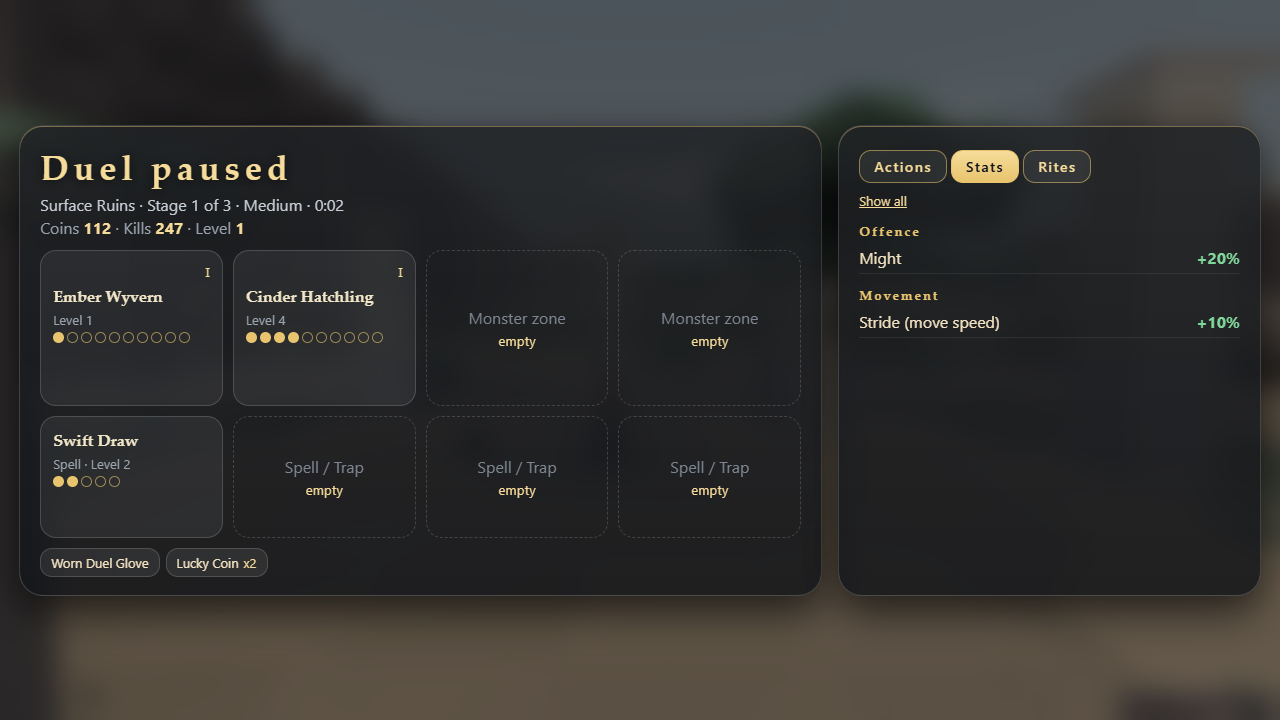 Duel paused
Surface Ruins · Stage 1 of 3 · Medium · 0:02
Coins 112 · Kills 247 · Level 1
I
Ember Wyvern
Level 1
I
Cinder Hatchling
Level 4
Monster zone
empty
Monster zone
empty
Swift Draw
Spell · Level 2
Spell / Trap
empty
Spell / Trap
empty
Spell / Trap
empty
Worn Duel Glove
Lucky Coin x2
Actions
Stats
Rites
Show all
Offence
Might +20%
Movement
Stride (move speed) +10%